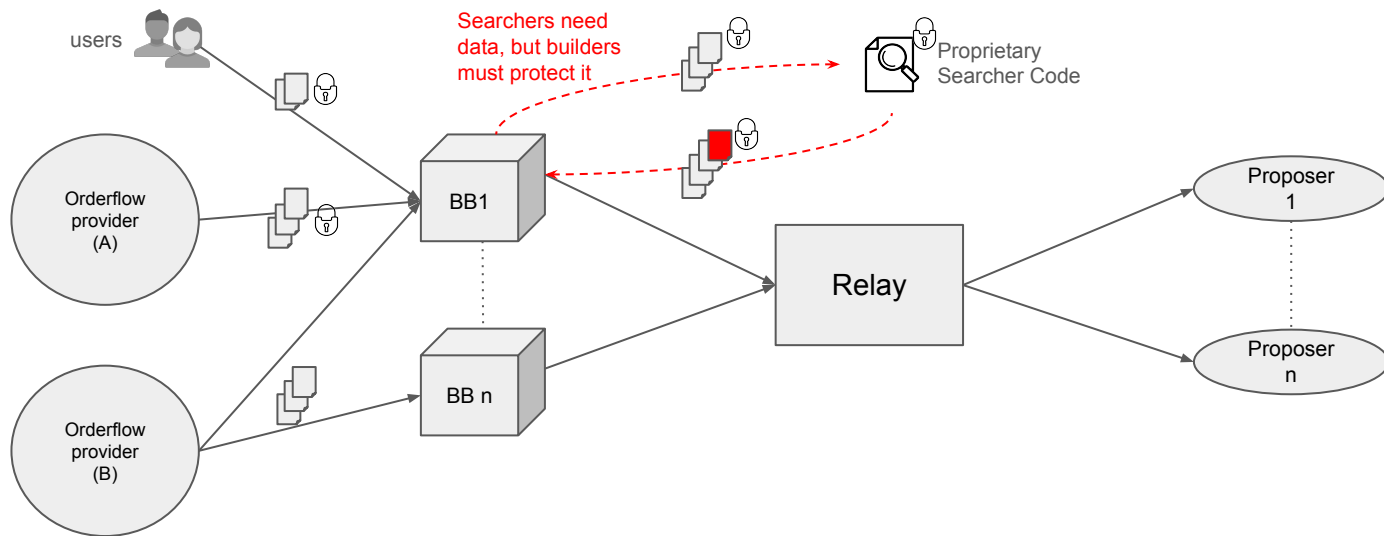 users
Searchers need
data, but builders
must protect it
Proprietary
Searcher Code
Orderflow
provider
(A)
BB1
Proposer
1
Relay
Orderflow
provider
(B)
BB n
Proposer
n